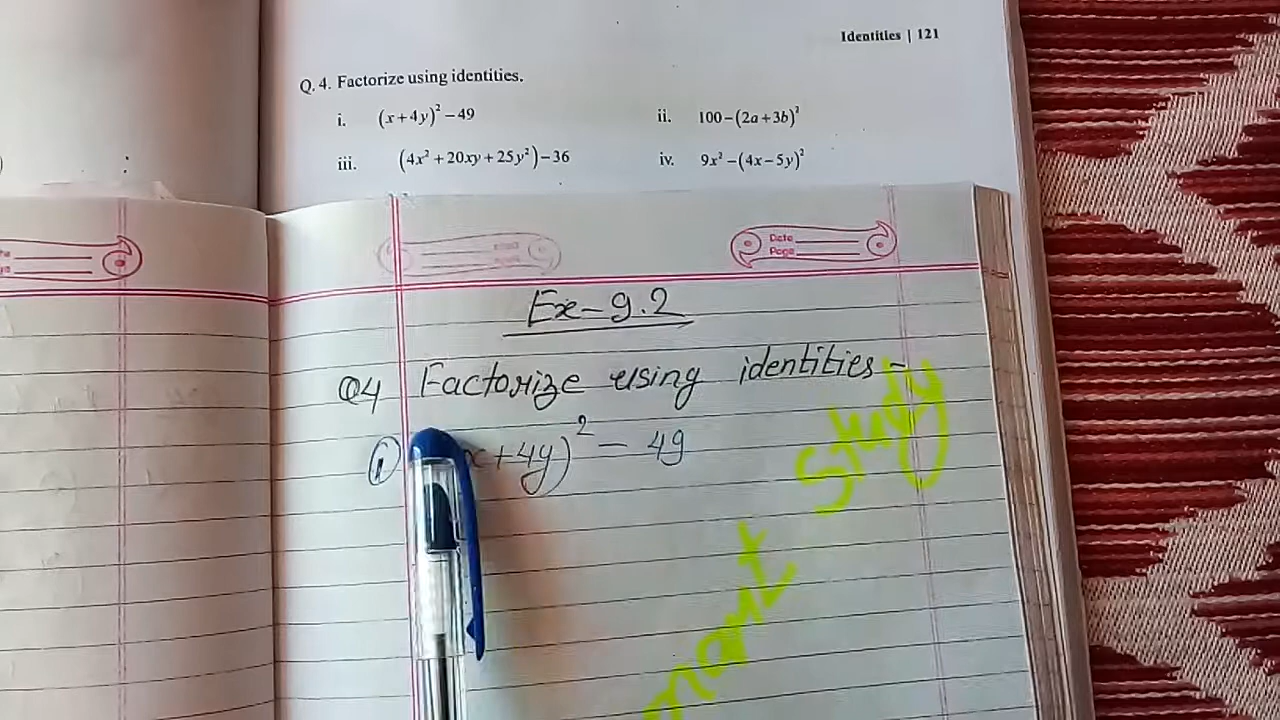 Identities | 121
Q. 4. Factorize using identities.
i. (x+4y)² – 49
ii. 100–(2a+3b)²
iii. (4x² + 20xy + 25y²) – 36
iv. 9x² –(4x–5y)²
Date
Page
Ex-9.2
Q4 Factorize using identities-
i x+4y)² – 49
Study